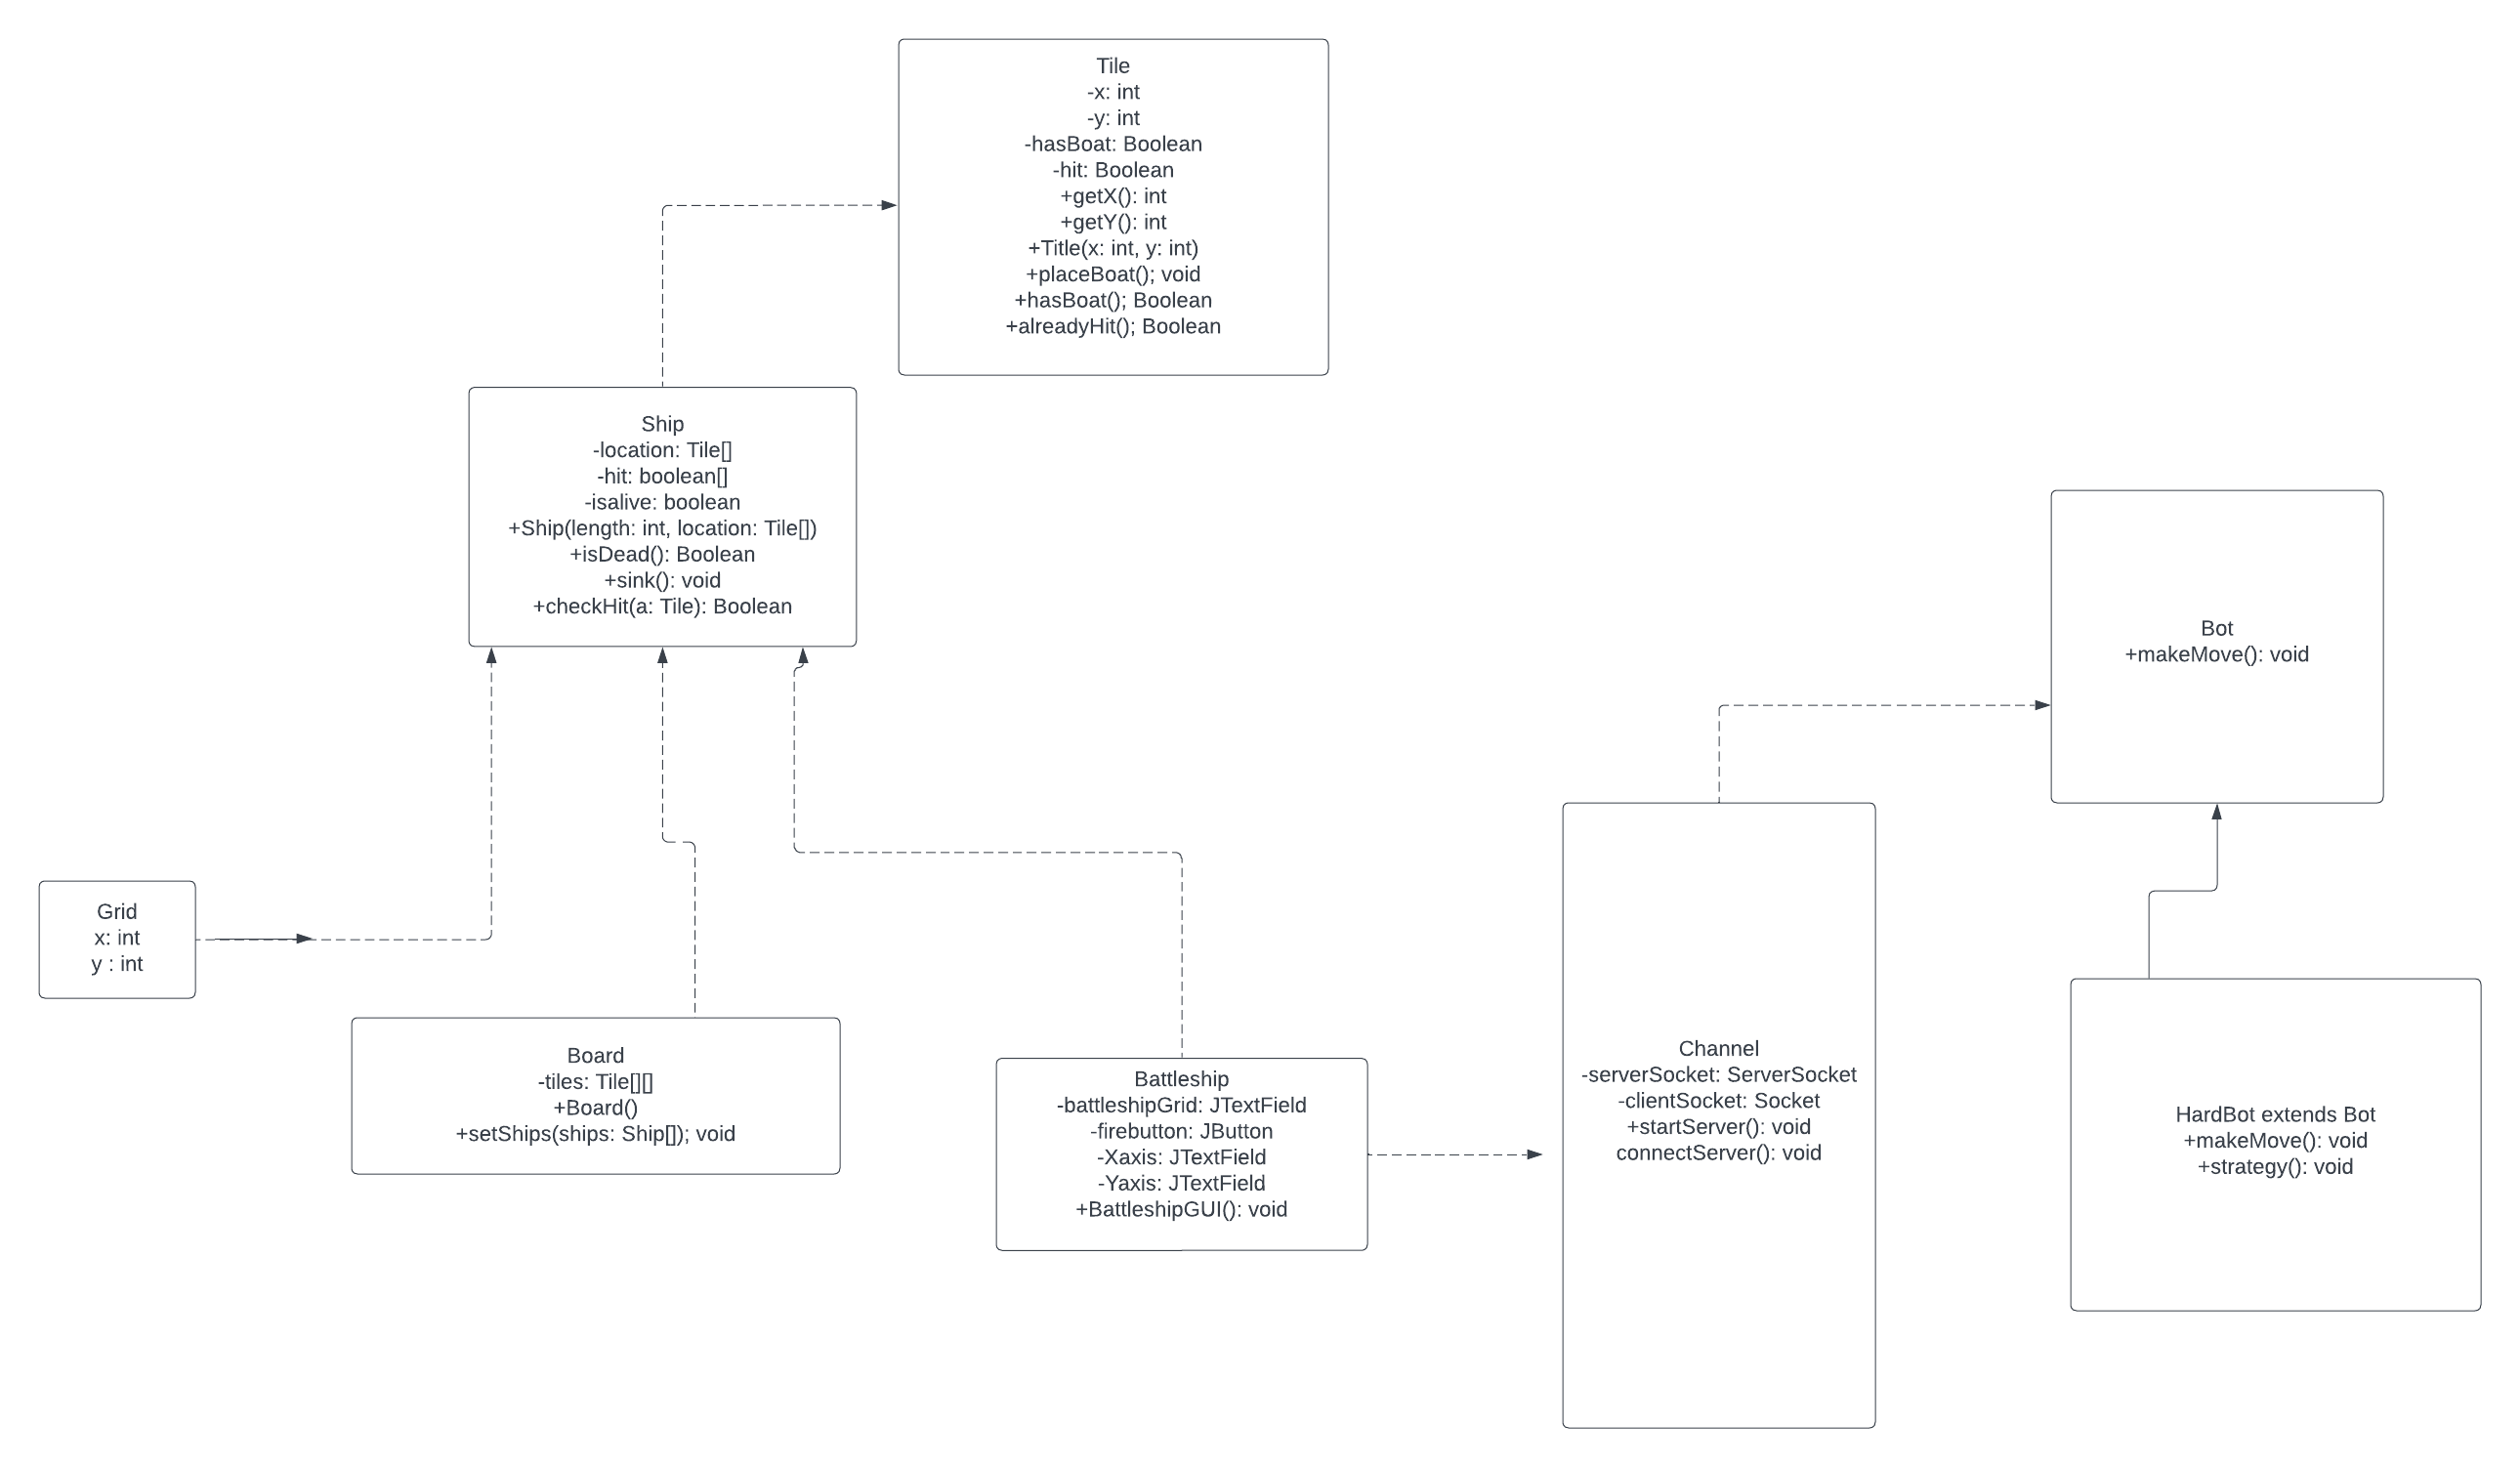 Tile
-x: int
-y: int
-hasBoat: Boolean
-hit: Boolean
+getX(): int
+getY(): int
+Title(x: int, y: int)
+placeBoat(); void
+hasBoat(); Boolean
+alreadyHit(); Boolean
Ship
-location: Tile[]
-hit: boolean[]
-isalive: boolean
+Ship(length: int, location: Tile[])
+isDead(): Boolean
+sink(): void
+checkHit(a: Tile): Boolean
Bot
+makeMove(): void
Grid
x: int
y : int
Board
-tiles: Tile[][]
+Board()
+setShips(ships: Ship[]); void
Battleship
-battleshipGrid: JTextField
-firebutton: JButton
-Xaxis: JTextField
-Yaxis: JTextField
+BattleshipGUI(): void
Channel
-serverSocket: ServerSocket
-clientSocket: Socket
+startServer(): void
connectServer(): void
HardBot extends Bot
+makeMove(): void
+strategy(): void